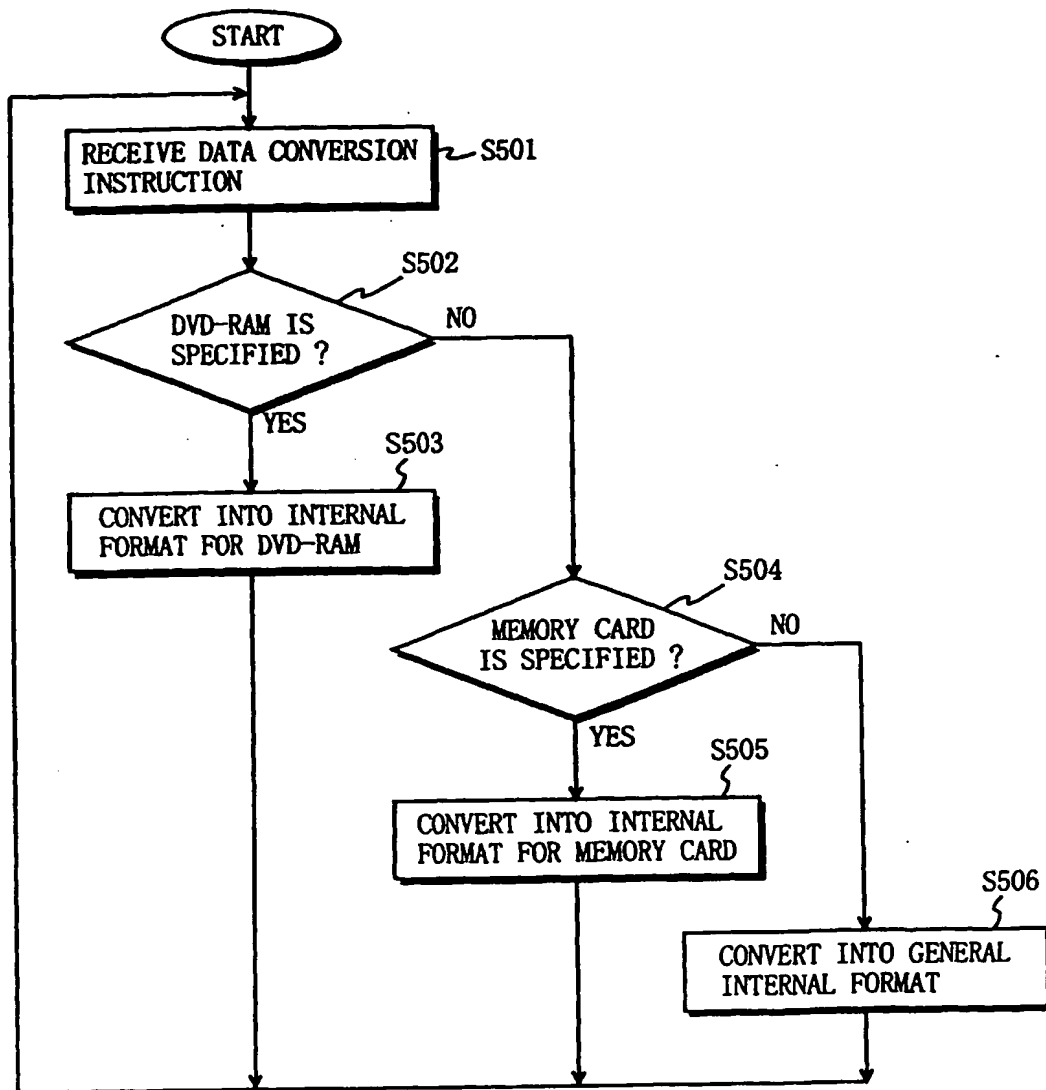 START
RECEIVE DATA CONVERSION
INSTRUCTION
S501
S502
DVD-RAM IS
SPECIFIED ?
NO
YES
S503
CONVERT INTO INTERNAL
FORMAT FOR DVD-RAM
S504
MEMORY CARD
IS SPECIFIED ?
NO
YES
S505
CONVERT INTO INTERNAL
FORMAT FOR MEMORY CARD
S506
CONVERT INTO GENERAL
INTERNAL FORMAT